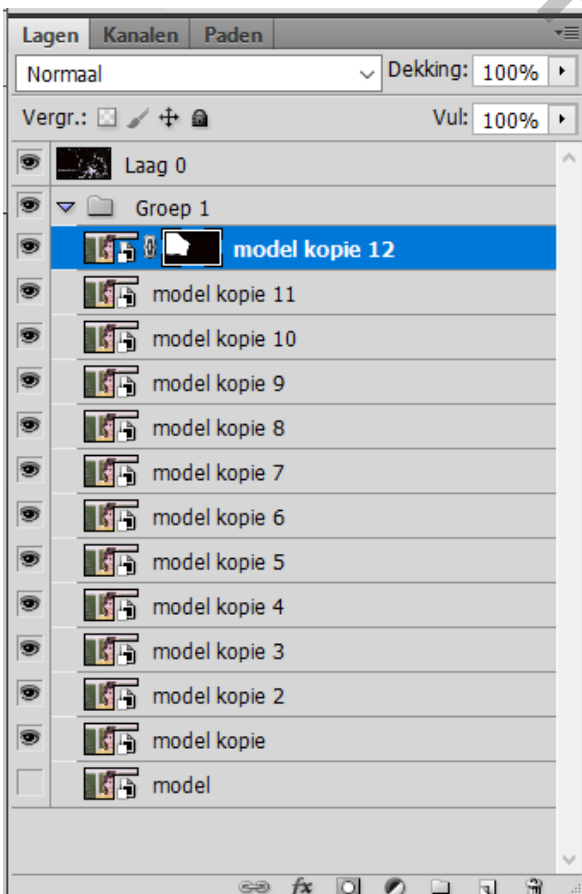 Lagen Kanalen Paden
Normaal Dekking: 100%
Vergr.: Vul: 100%
Laag 0
Groep 1
model kopie 12
model kopie 11
model kopie 10
model kopie 9
model kopie 8
model kopie 7
model kopie 6
model kopie 5
model kopie 4
model kopie 3
model kopie 2
model kopie
model
fx